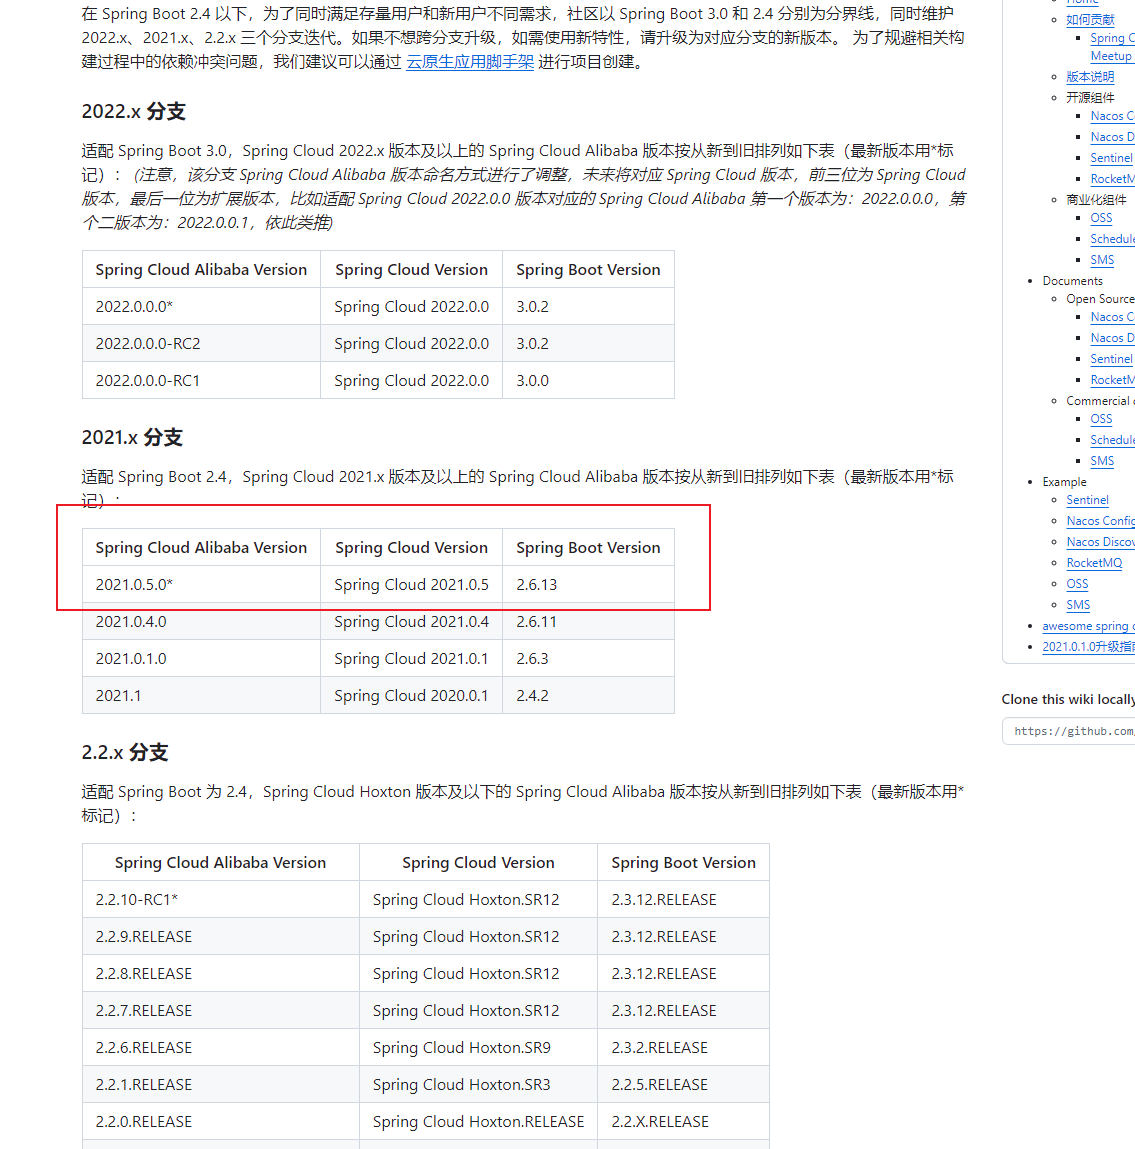 在 Spring Boot 2.4 以下，为了同时满足存量用户和新用户不同需求，社区以 Spring Boot 3.0 和 2.4 分别为分界线，同时维护
2022.x、2021.x、2.2.x 三个分支迭代。如果不想跨分支升级，如需使用新特性，请升级为对应分支的新版本。 为了规避相关构
建过程中的依赖冲突问题，我们建议可以通过 云原生应用脚手架 进行项目创建。
2022.x 分支
适配 Spring Boot 3.0，Spring Cloud 2022.x 版本及以上的 Spring Cloud Alibaba 版本按从新到旧排列如下表（最新版本用*标
记）： (注意，该分支 Spring Cloud Alibaba 版本命名方式进行了调整，未来将对应 Spring Cloud 版本，前三位为 Spring Cloud
版本，最后一位为扩展版本，比如适配 Spring Cloud 2022.0.0 版本对应的 Spring Cloud Alibaba 第一个版本为：2022.0.0.0，第
个二版本为：2022.0.0.1，依此类推)
Spring Cloud Alibaba Version Spring Cloud Version Spring Boot Version
2022.0.0.0* Spring Cloud 2022.0.0 3.0.2
2022.0.0.0-RC2 Spring Cloud 2022.0.0 3.0.2
2022.0.0.0-RC1 Spring Cloud 2022.0.0 3.0.0
2021.x 分支
适配 Spring Boot 2.4，Spring Cloud 2021.x 版本及以上的 Spring Cloud Alibaba 版本按从新到旧排列如下表（最新版本用*标
记）：
Spring Cloud Alibaba Version Spring Cloud Version Spring Boot Version
2021.0.5.0* Spring Cloud 2021.0.5 2.6.13
2021.0.4.0 Spring Cloud 2021.0.4 2.6.11
2021.0.1.0 Spring Cloud 2021.0.1 2.6.3
2021.1 Spring Cloud 2020.0.1 2.4.2
2.2.x 分支
适配 Spring Boot 为 2.4，Spring Cloud Hoxton 版本及以下的 Spring Cloud Alibaba 版本按从新到旧排列如下表（最新版本用*
标记）：
Spring Cloud Alibaba Version Spring Cloud Version Spring Boot Version
2.2.10-RC1* Spring Cloud Hoxton.SR12 2.3.12.RELEASE
2.2.9.RELEASE Spring Cloud Hoxton.SR12 2.3.12.RELEASE
2.2.8.RELEASE Spring Cloud Hoxton.SR12 2.3.12.RELEASE
2.2.7.RELEASE Spring Cloud Hoxton.SR12 2.3.12.RELEASE
2.2.6.RELEASE Spring Cloud Hoxton.SR9 2.3.2.RELEASE
2.2.1.RELEASE Spring Cloud Hoxton.SR3 2.2.5.RELEASE
2.2.0.RELEASE Spring Cloud Hoxton.RELEASE 2.2.X.RELEASE
Home
如何贡献
Spring C
Meetup
版本说明
开源组件
Nacos C
Nacos D
Sentinel
RocketM
商业化组件
OSS
Schedule
SMS
Documents
Open Source
Nacos C
Nacos D
Sentinel
RocketM
Commercial
OSS
Schedule
SMS
Example
Sentinel
Nacos Config
Nacos Discov
RocketMQ
OSS
SMS
awesome spring
2021.0.1.0升级指
Clone this wiki locally
https://github.com